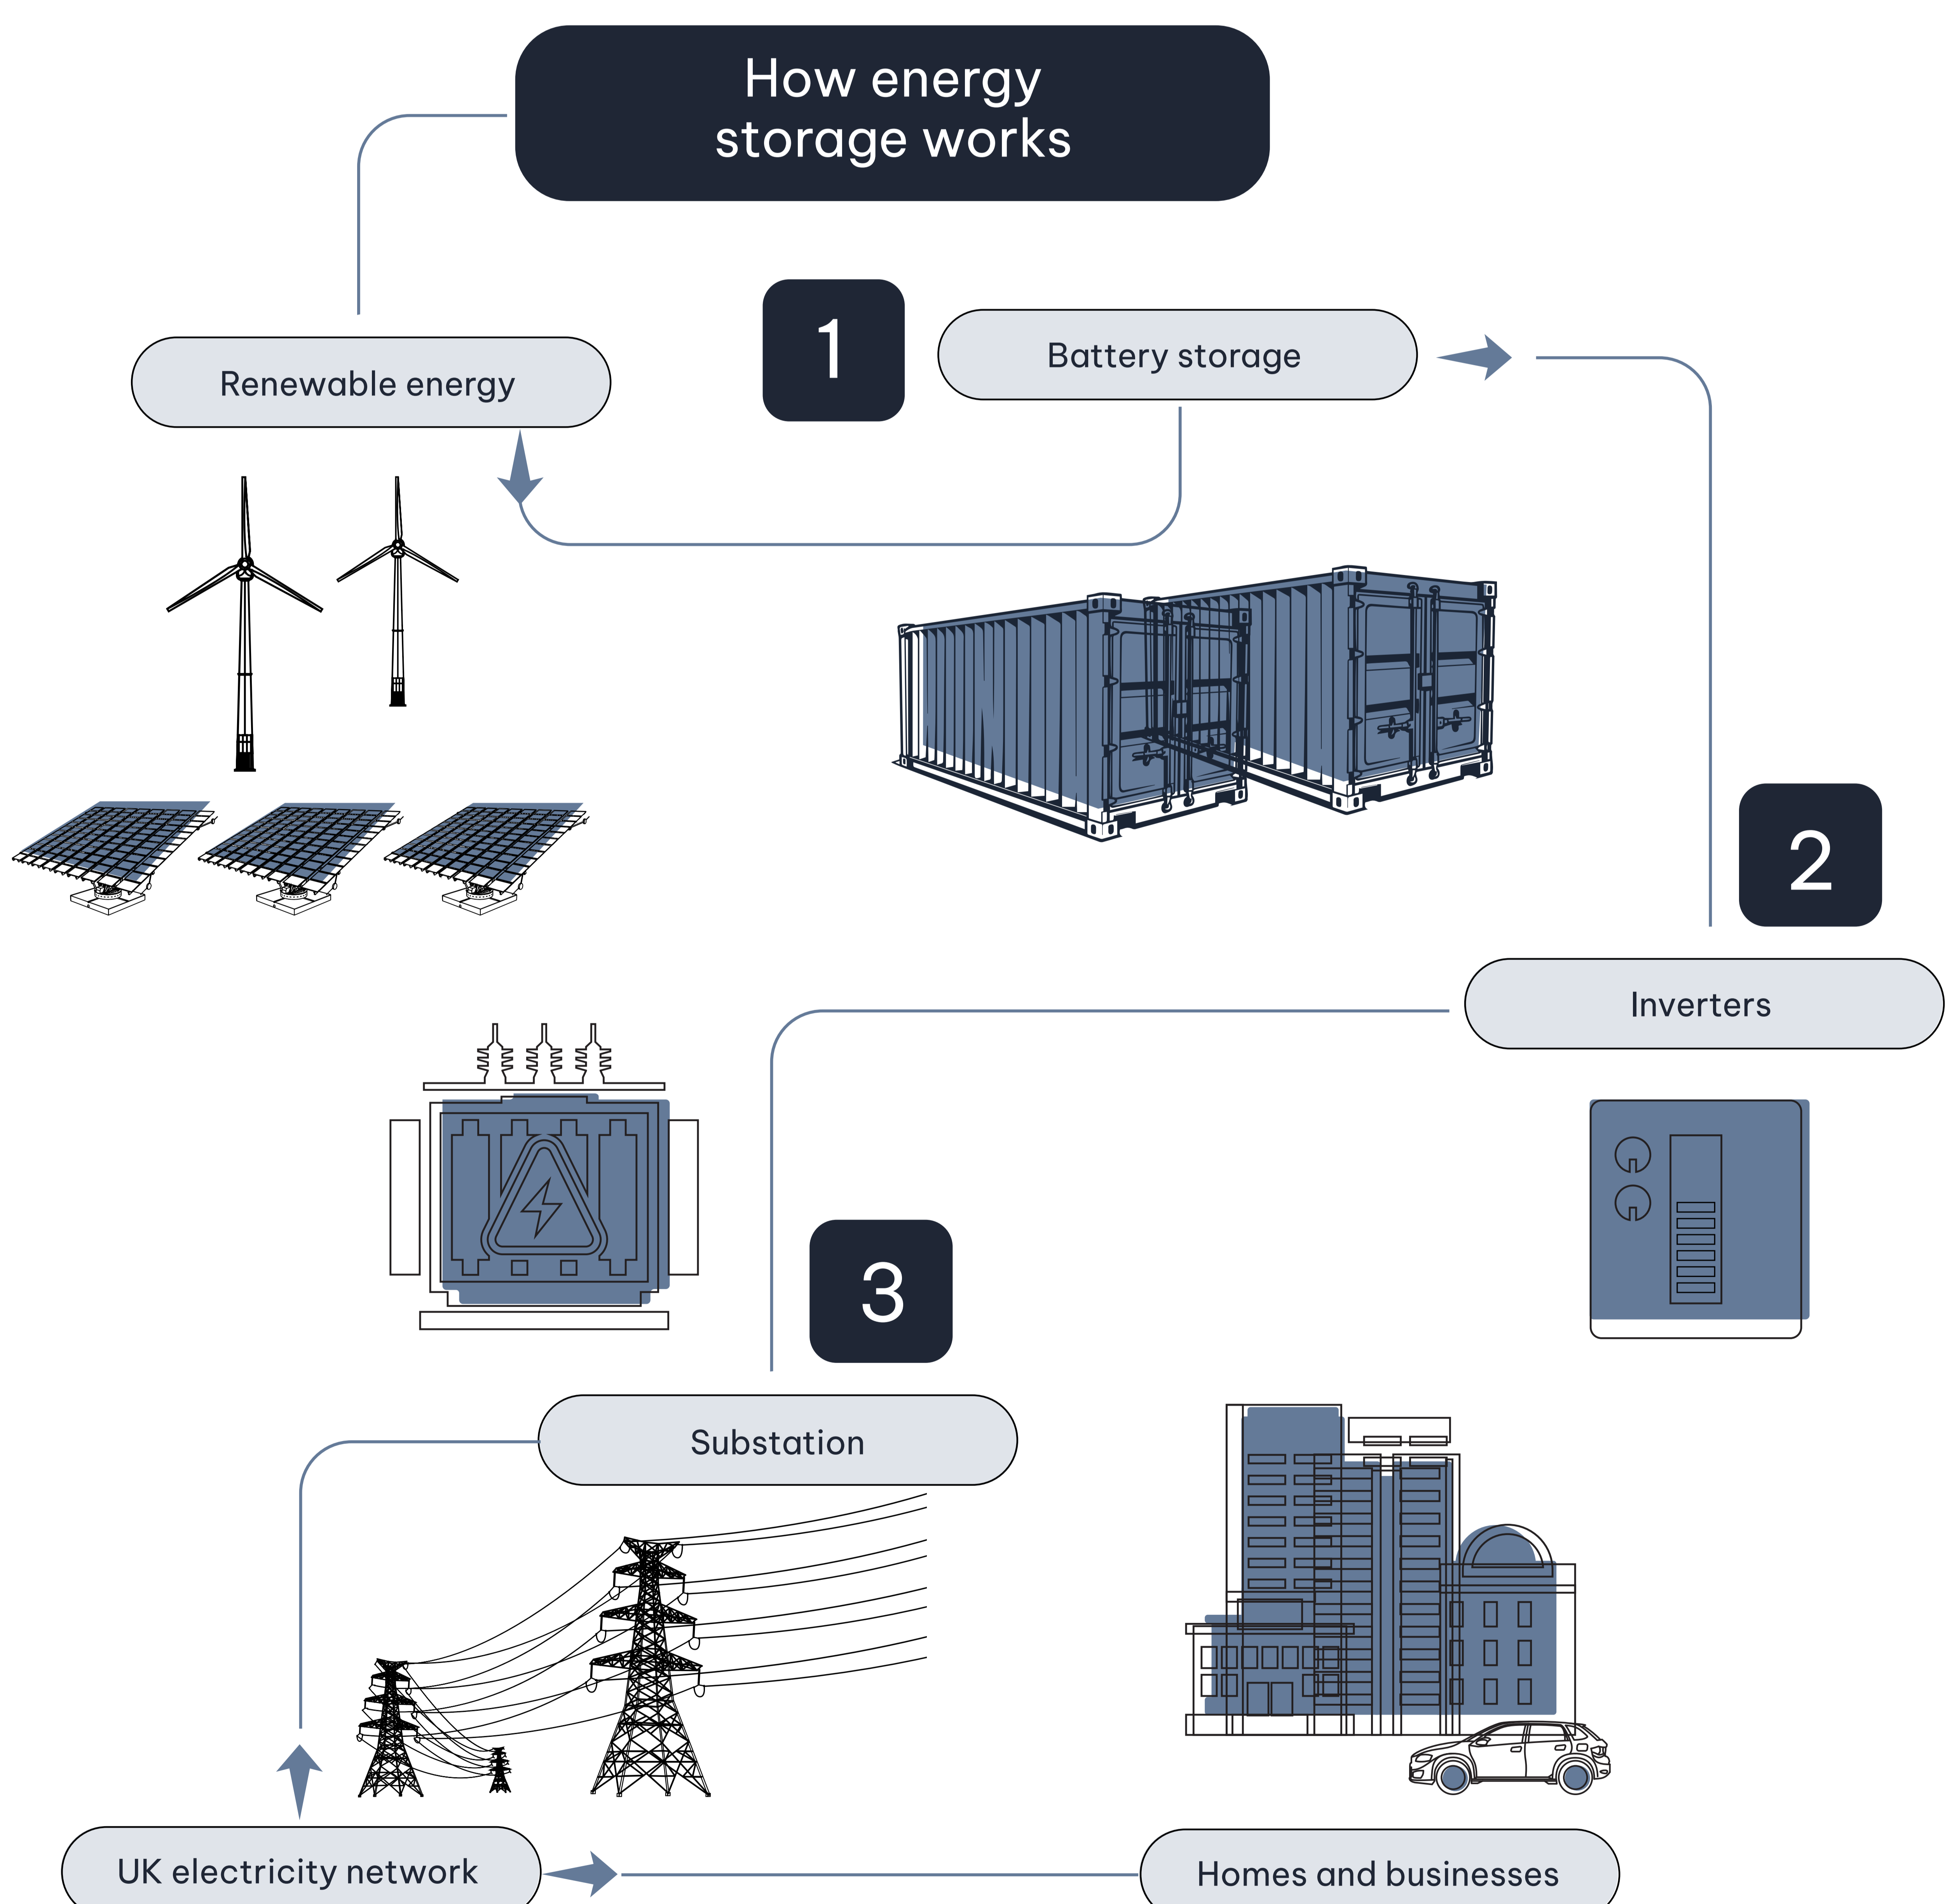 How energy
storage works
Renewable energy
1
Battery storage
2
Inverters
3
Substation
UK electricity network
Homes and businesses